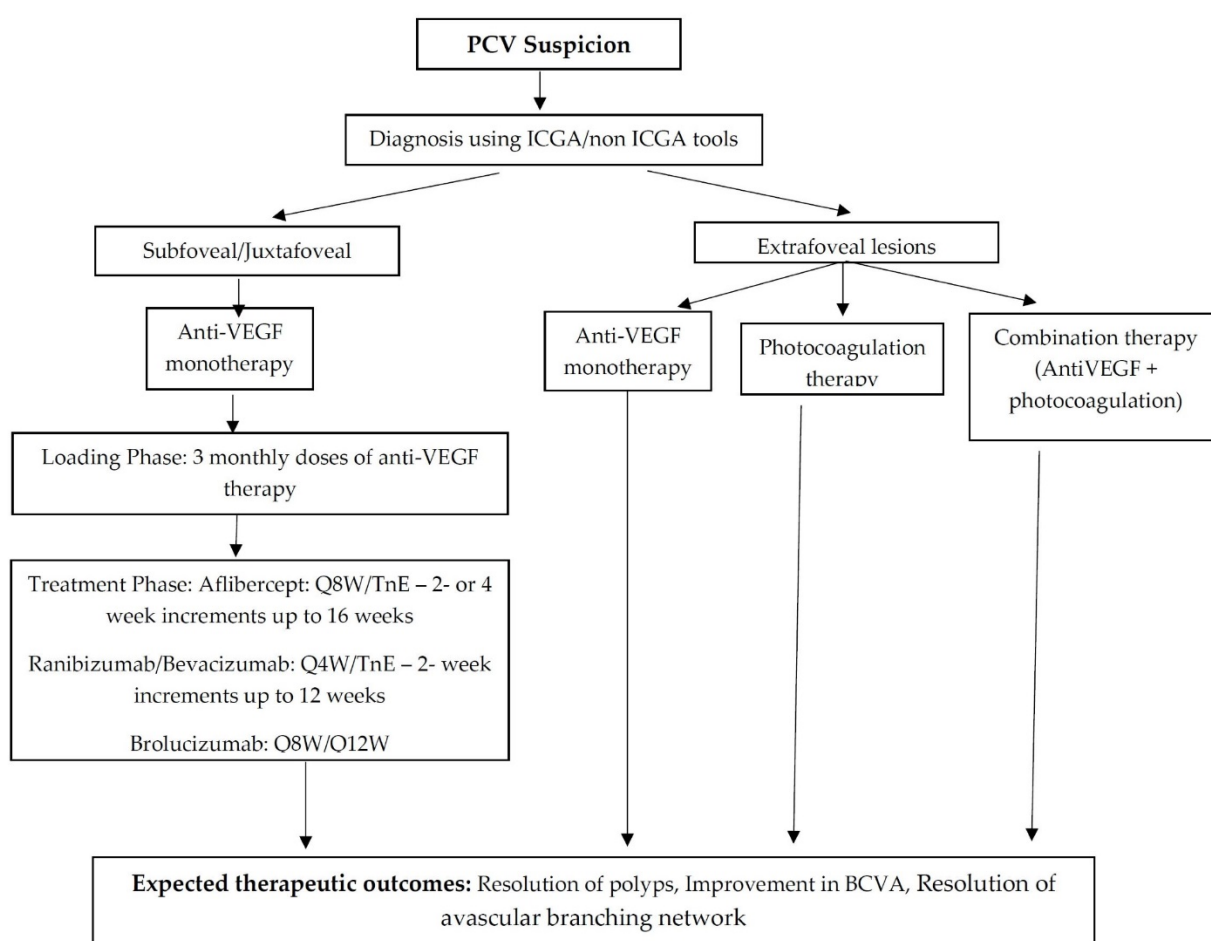 PCV Suspicion
Diagnosis using ICGA/non ICGA tools
Subfoveal/Juxtafoveal
Extrafoveal lesions
Anti-VEGF
monotherapy
Anti-VEGF
monotherapy
Photocoagulation
therapy
Combination therapy
(AntiVEGF +
photocoagulation)
Loading Phase: 3 monthly doses of anti-VEGF
therapy
Treatment Phase: Aflibercept: Q8W/TnE – 2- or 4
week increments up to 16 weeks
Ranibizumab/Bevacizumab: Q4W/TnE – 2- week
increments up to 12 weeks
Brolucizumab: Q8W/Q12W
Expected therapeutic outcomes: Resolution of polyps, Improvement in BCVA, Resolution of
avascular branching network